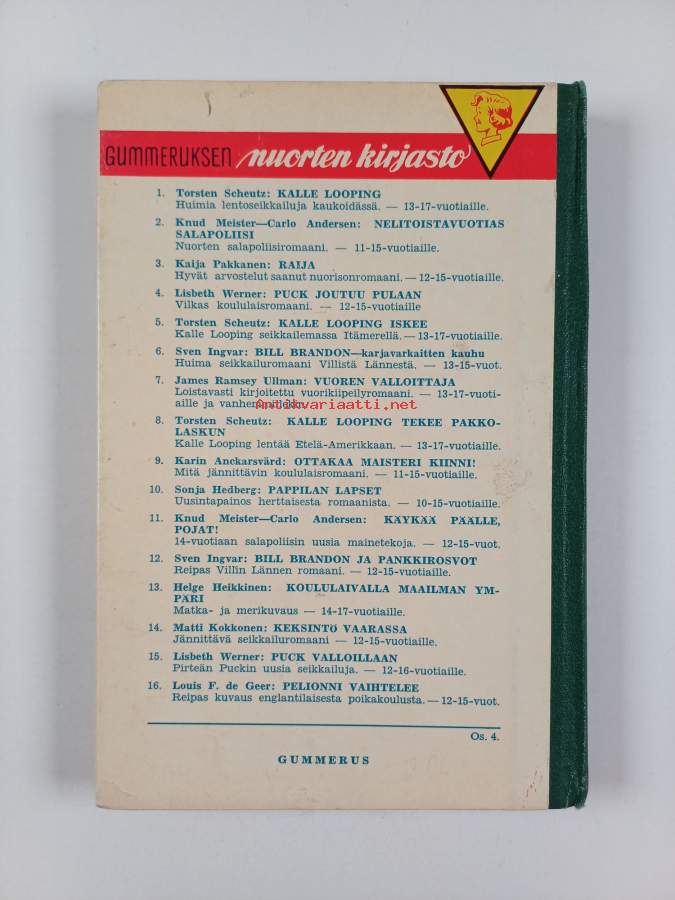 GUMMERUKSEN nuorten kirjasto
1. Torsten Scheutz: KALLE LOOPING
Huimia lentoseikkailuja kaukoidässä. — 13-17-vuotiaille.
2. Knud Meister—Carlo Andersen: NELITOISTAVUOTIAS
SALAPOLIISI
Nuorten salapoliisiromaani. — 11-15-vuotiaille.
3. Kaija Pakkanen: RAIJA
Hyvät arvostelut saanut nuorisonromaani. — 12-15-vuotiaille.
4. Lisbeth Werner: PUCK JOUTUU PULAAN
Vilkas koululaisromaani. — 12-15-vuotiaille
5. Torsten Scheutz: KALLE LOOPING ISKEE
Kalle Looping seikkailemassa Itämerellä. — 13-17-vuotiaille.
6. Sven Ingvar: BILL BRANDON—karjavarkaitten kauhu
Huima seikkailuromaani Villistä Lännestä. — 13-15-vuot.
7. James Ramsey Ullman: VUOREN VALLOITTAJA
Loistavasti kirjoitettu vuorikiipeilyromaani. — 13-17-vuoti-
aille ja vanhemmillekin.
Antikvariaatti.net
8. Torsten Scheutz: KALLE LOOPING TEKEE PAKKO-
LASKUN
Kalle Looping lentää Etelä-Amerikkaan. — 13-17-vuotiaille.
9. Karin Anckarsvärd: OTTAKAA MAISTERI KIINNI!
Mitä jännittävin koululaisromaani. — 11-15-vuotiaille.
10. Sonja Hedberg: PAPPILAN LAPSET
Uusintapainos herttaisesta romaanista. — 10-15-vuotiaille.
11. Knud Meister—Carlo Andersen: KÄYKÄÄ PÄÄLLE,
POJAT!
14-vuotiaan salapoliisin uusia mainetekoja. — 12-15-vuot.
12. Sven Ingvar: BILL BRANDON JA PANKKIROSVOT
Reipas Villin Lännen romaani. — 12-15-vuotiaille.
13. Helge Heikkinen: KOULULAIVALLA MAAILMAN YM-
PÄRI
Matka- ja merikuvaus — 14-17-vuotiaille.
14. Matti Kokkonen: KEKSINTÖ VAARASSA
Jännittävä seikkailuromaani — 12-15-vuotiaille.
15. Lisbeth Werner: PUCK VALLOILLAAN
Pirteän Puckin uusia seikkailuja. — 12-16-vuotiaille.
16. Louis F. de Geer: PELIONNI VAIHTELEE
Reipas kuvaus englantilaisesta poikakoulusta. — 12-15-vuot.
Os. 4.
GUMMERUS